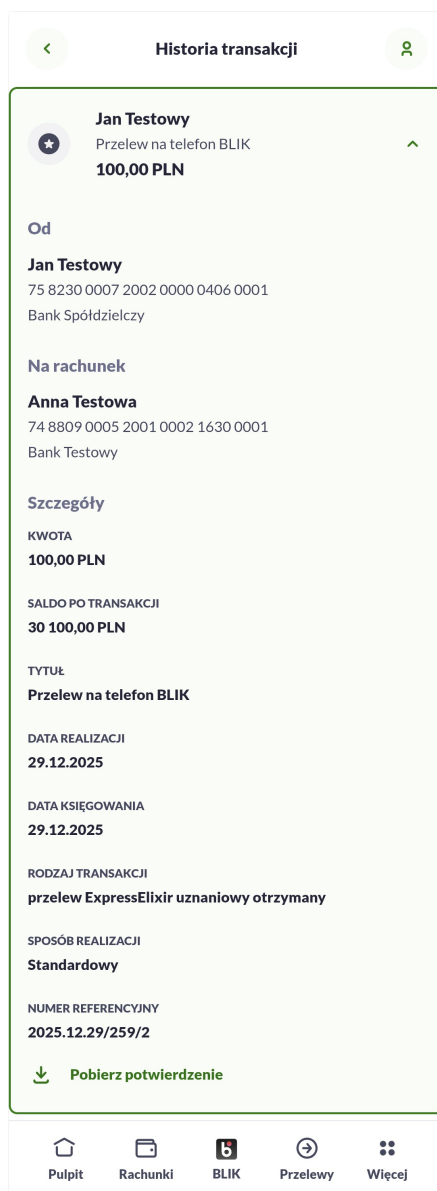 Historia transakcji
Jan Testowy
Przelew na telefon BLIK
100,00 PLN
Od
Jan Testowy
75 8230 0007 2002 0000 0406 0001
Bank Spółdzielczy
Na rachunek
Anna Testowa
74 8809 0005 2001 0002 1630 0001
Bank Testowy
Szczegóły
KWOTA
100,00 PLN
SALDO PO TRANSAKCJI
30 100,00 PLN
TYTUŁ
Przelew na telefon BLIK
DATA REALIZACJI
29.12.2025
DATA KSIĘGOWANIA
29.12.2025
RODZAJ TRANSAKCJI
przelew ExpressElixir uznaniowy otrzymany
SPOSÓB REALIZACJI
Standardowy
NUMER REFERENCYJNY
2025.12.29/259/2
Pobierz potwierdzenie
Pulpit Rachunki BLIK Przelewy Więcej